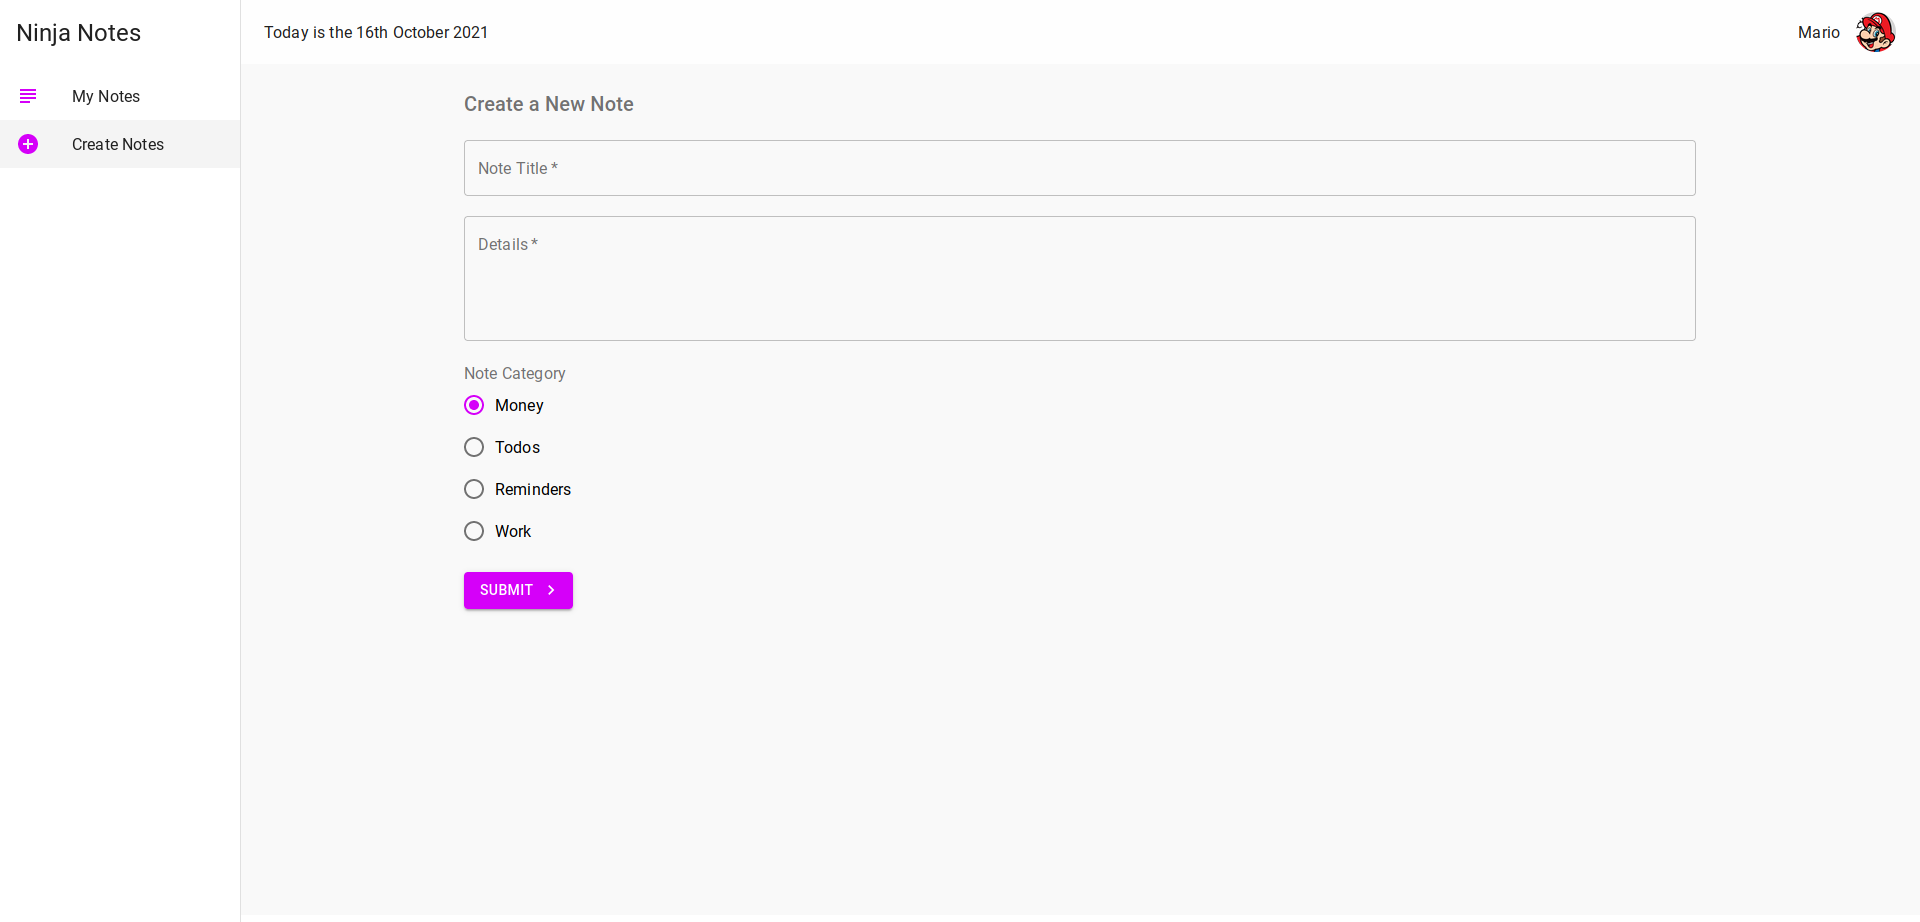 Ninja Notes
Today is the 16th October 2021
Mario
My Notes
Create Notes
Create a New Note
Note Title *
Details *
Note Category
Money
Todos
Reminders
Work
SUBMIT